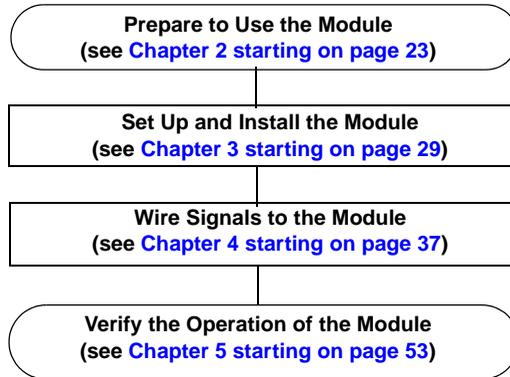 Prepare to Use the Module
(see Chapter 2 starting on page 23)
Set Up and Install the Module
(see Chapter 3 starting on page 29)
Wire Signals to the Module
(see Chapter 4 starting on page 37)
Verify the Operation of the Module
(see Chapter 5 starting on page 53)